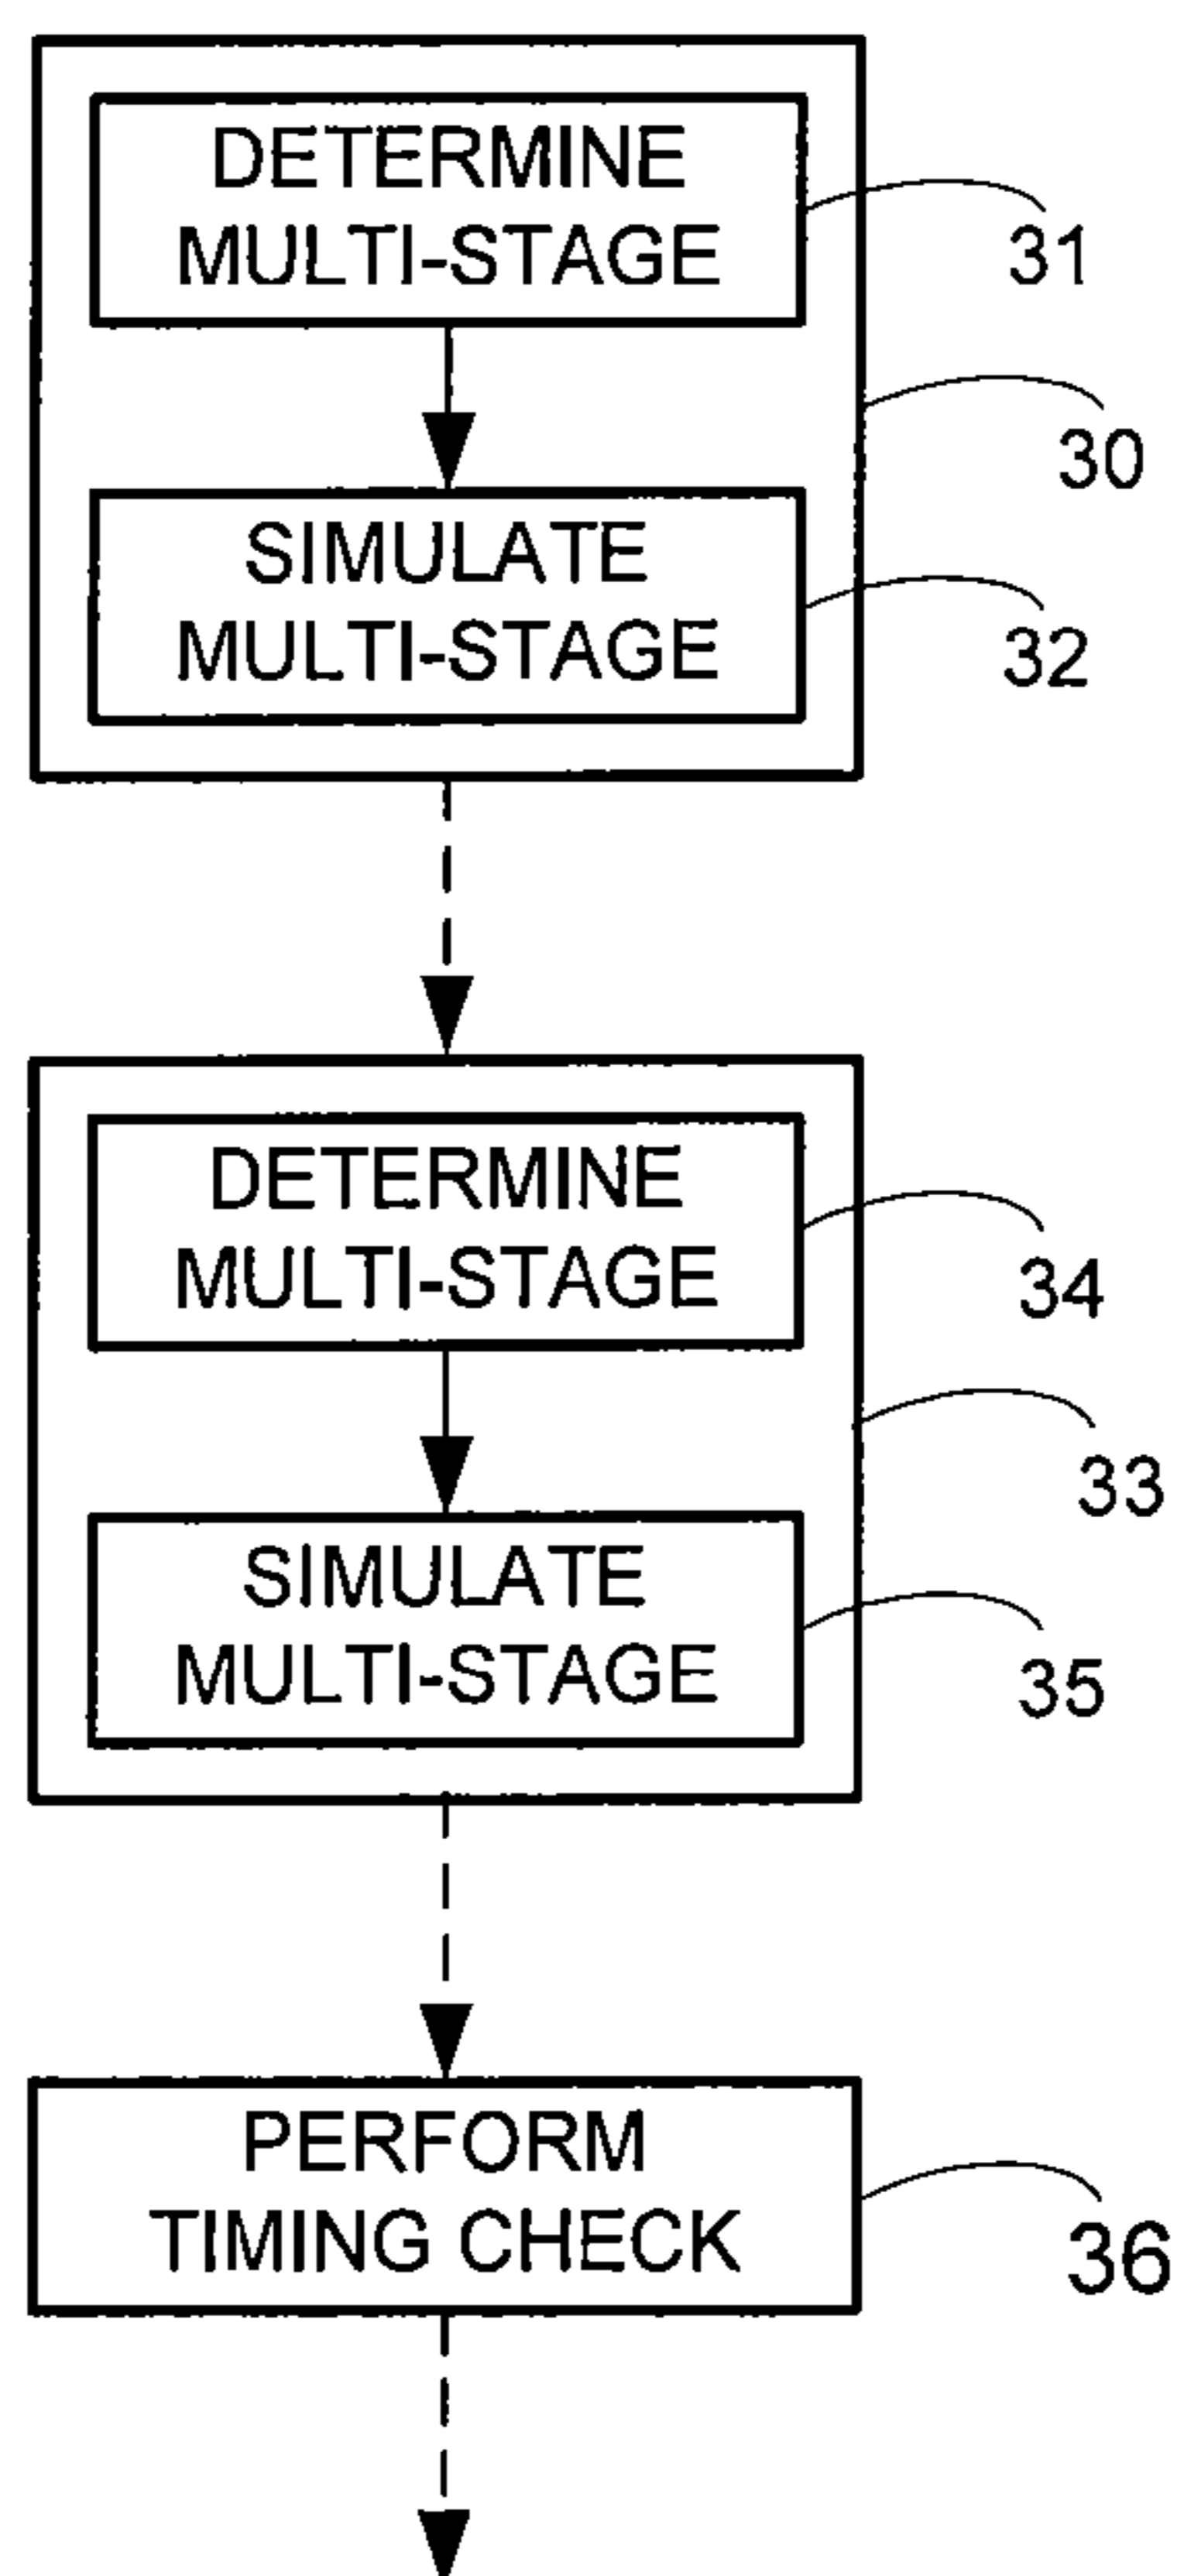 DETERMINE
MULTI-STAGE
31
30
SIMULATE
MULTI-STAGE
32
DETERMINE
MULTI-STAGE
34
33
SIMULATE
MULTI-STAGE
35
PERFORM
TIMING CHECK
36